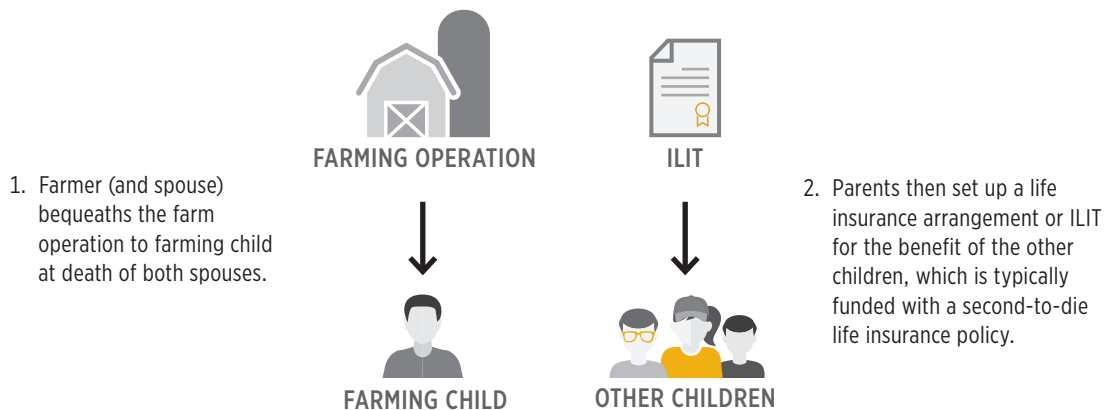 FARMING OPERATION
ILIT
1. Farmer (and spouse)
bequeaths the farm
operation to farming child
at death of both spouses.
2. Parents then set up a life
insurance arrangement or ILIT
for the benefit of the other
children, which is typically
funded with a second-to-die
life insurance policy.
FARMING CHILD
OTHER CHILDREN